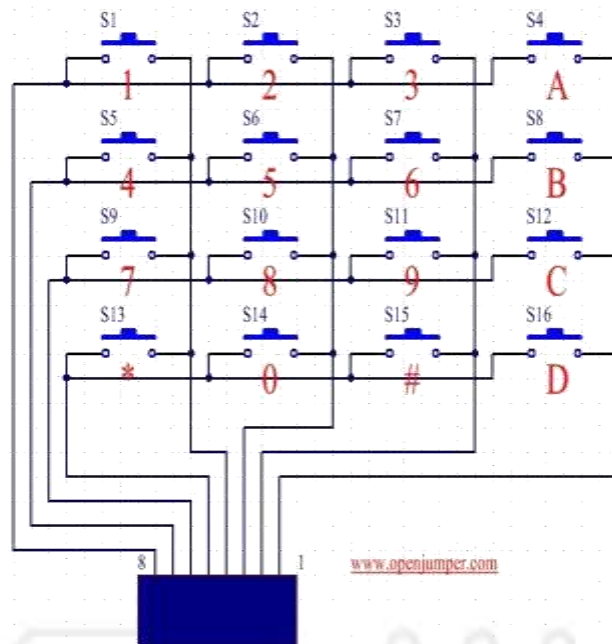 S1 S2 S3 S4
1 2 3 A
S5 S6 S7 S8
4 5 6 B
S9 S10 S11 S12
7 8 9 C
S13 S14 S15 S16
* 0 # D
8 1 www.openjumper.com